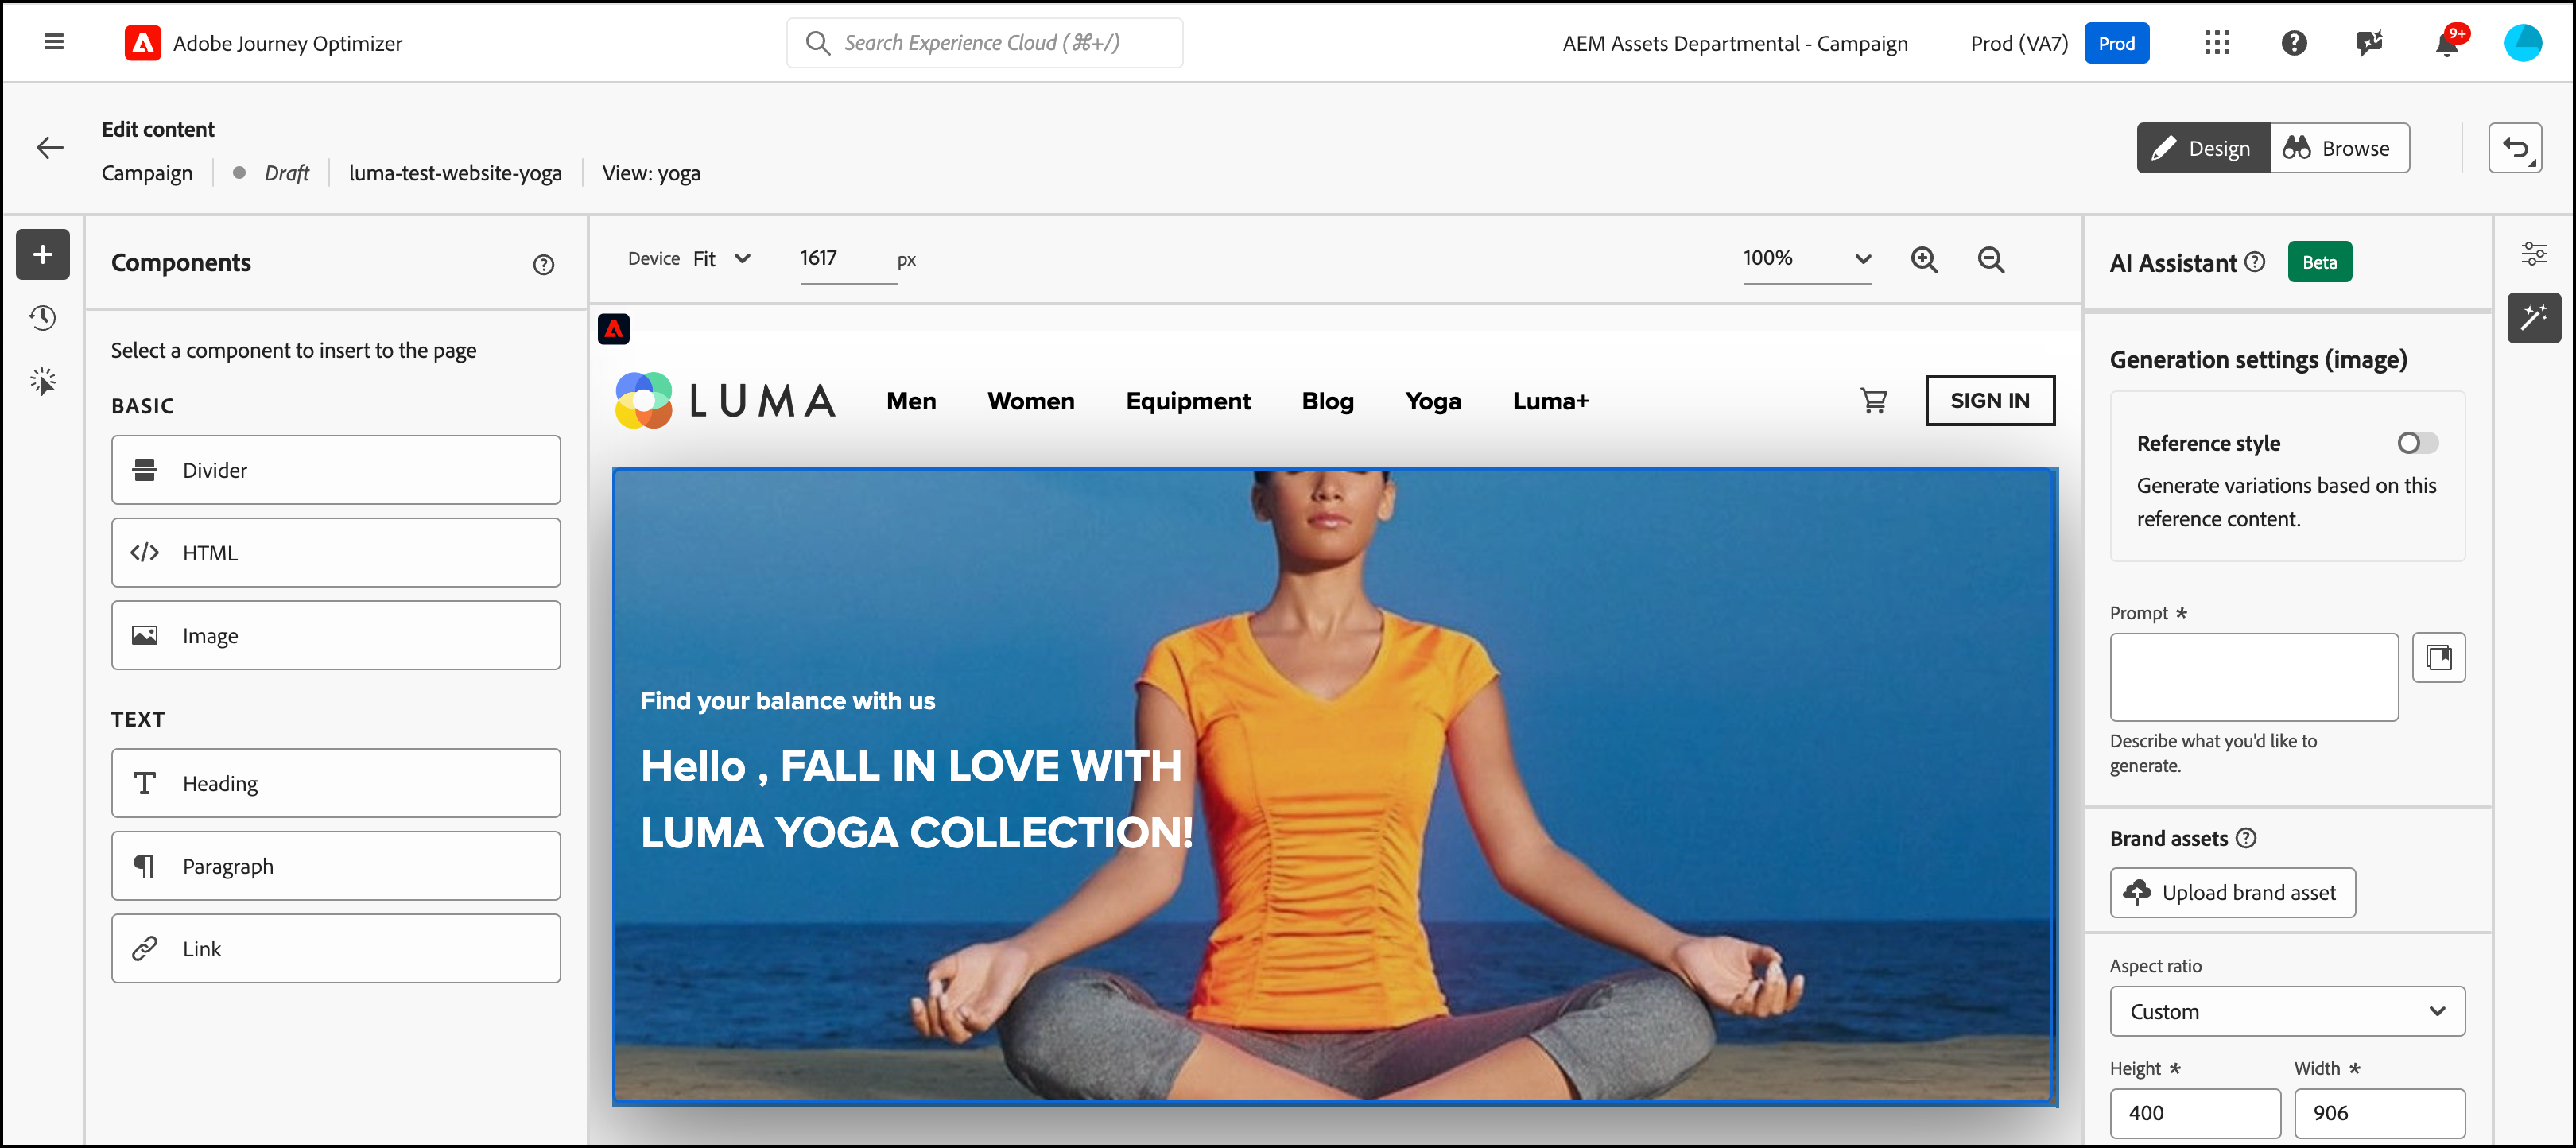 Adobe Journey Optimizer
Search Experience Cloud (⌘+/)
AEM Assets Departmental - Campaign
Prod (VA7)
Prod
9+
Edit content
Campaign
Draft
luma-test-website-yoga
View: yoga
Design
Browse
Components
Select a component to insert to the page
BASIC
Divider
HTML
Image
TEXT
Heading
Paragraph
Link
Device Fit
1617 px
100%
LUMA
Men
Women
Equipment
Blog
Yoga
Luma+
SIGN IN
Find your balance with us
Hello , FALL IN LOVE WITH
LUMA YOGA COLLECTION!
AI Assistant
Beta
Generation settings (image)
Reference style
Generate variations based on this
reference content.
Prompt *
Describe what you'd like to
generate.
Brand assets
Upload brand asset
Aspect ratio
Custom
Height *
Width *
400
906